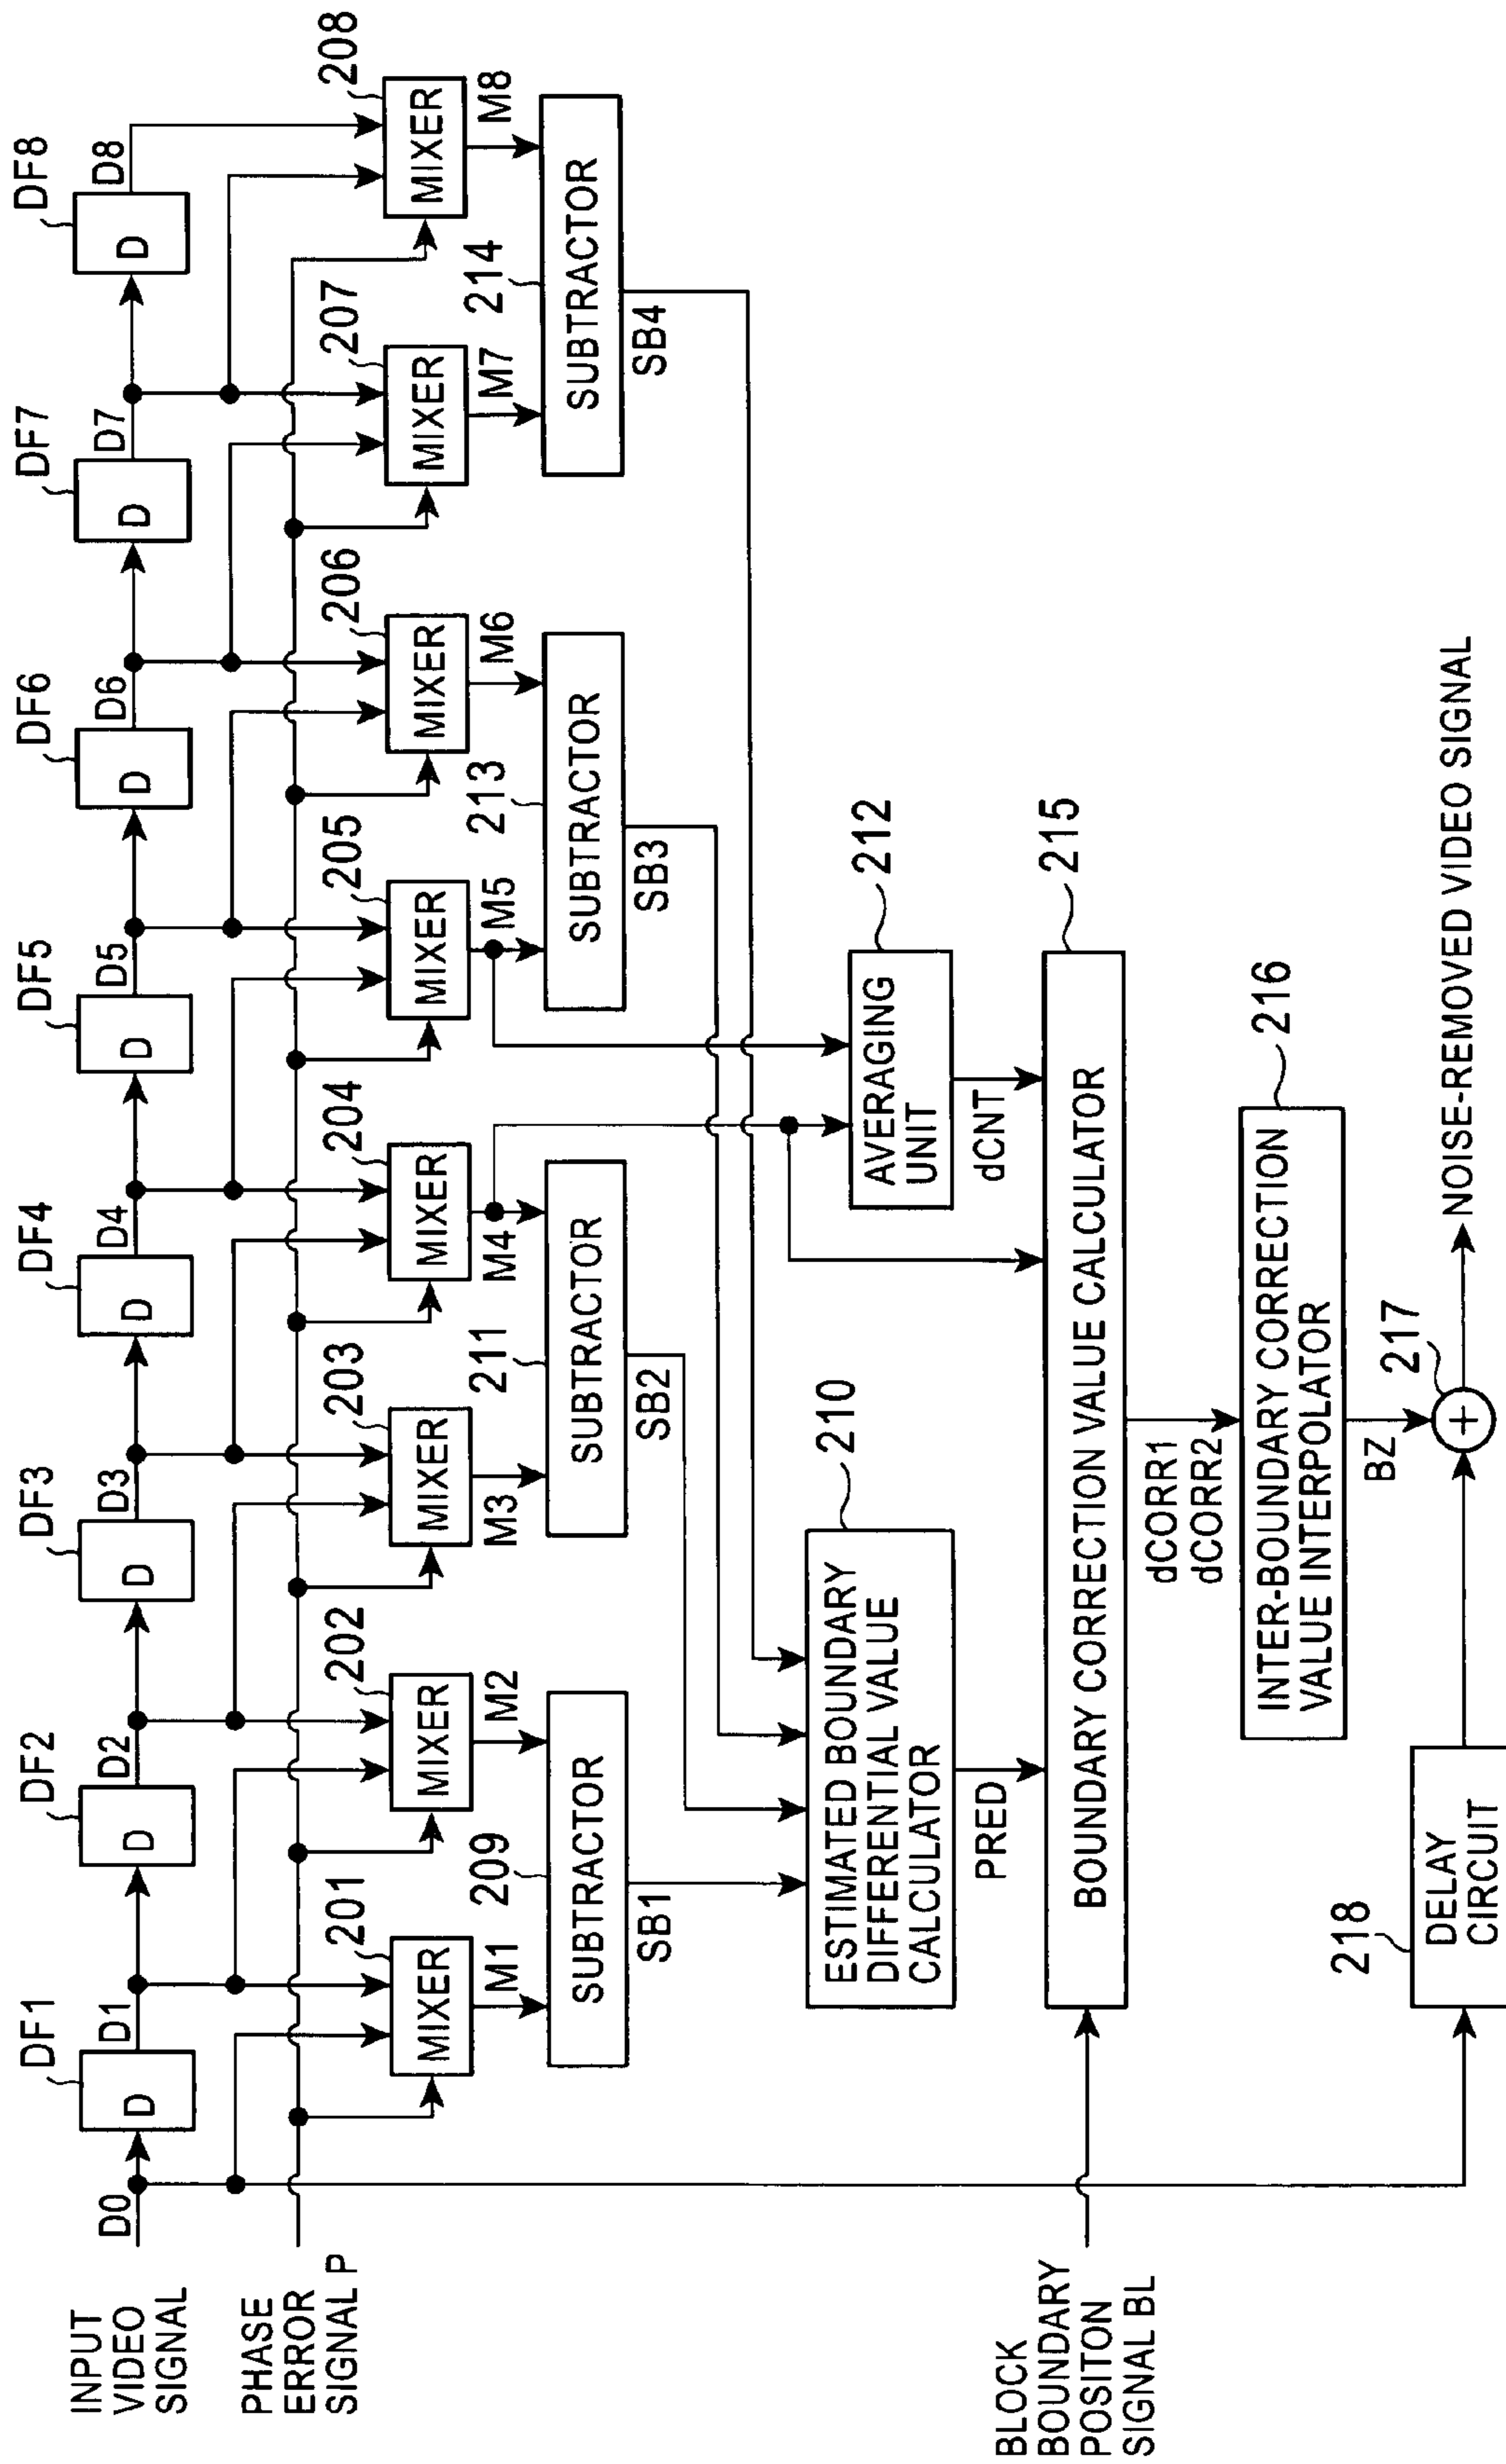 DF1
DF2
DF3
DF4
DF5
DF6
DF7
DF8
INPUT
VIDEO
SIGNAL
D0
D
D1
D
D2
D
D3
D
D4
D
D5
D
D6
D
D7
D
D8
PHASE
ERROR
SIGNAL P
201
202
203
204
205
206
207
208
MIXER
MIXER
MIXER
MIXER
MIXER
MIXER
MIXER
MIXER
M1
M2
M3
M4
M5
M6
M7
M8
209
211
213
214
SUBTRACTOR
SUBTRACTOR
SUBTRACTOR
SUBTRACTOR
SB1
SB2
SB3
SB4
210
ESTIMATED BOUNDARY
DIFFERENTIAL VALUE
CALCULATOR
212
AVERAGING
UNIT
PRED
dCNT
BLOCK
BOUNDARY
POSITON
SIGNAL BL
215
BOUNDARY CORRECTION VALUE CALCULATOR
dCORR1
dCORR2
216
INTER-BOUNDARY CORRECTION
VALUE INTERPOLATOR
BZ
217
+
218
DELAY
CIRCUIT
NOISE-REMOVED VIDEO SIGNAL